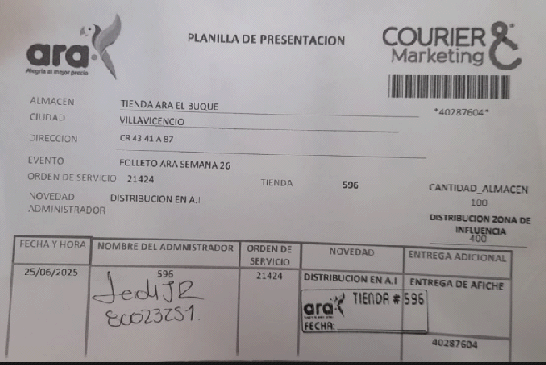 ara
Alegría al mejor precio
PLANILLA DE PRESENTACION
COURIER & Marketing
*40287604*
ALMACEN TIENDA ARA EL BUQUE
CIUDAD VILLAVICENCIO
DIRECCION CR 43 41 A 87
EVENTO FOLLETO ARA SEMANA 26
ORDEN DE SERVICIO 21424 TIENDA 596 CANTIDAD_ALMACEN
100
NOVEDAD DISTRIBUCION EN A.I
ADMINISTRADOR
DISTRIBUCION ZONA DE
INFLUENCIA
400
FECHA Y HORA NOMBRE DEL ADMNISTRADOR ORDEN DE SERVICIO NOVEDAD ENTREGA ADICIONAL
25/06/2025 596 21424 DISTRIBUCION EN A.I ENTREGA DE AFICHE
ara TIENDA # 596
FECHA:
40287604